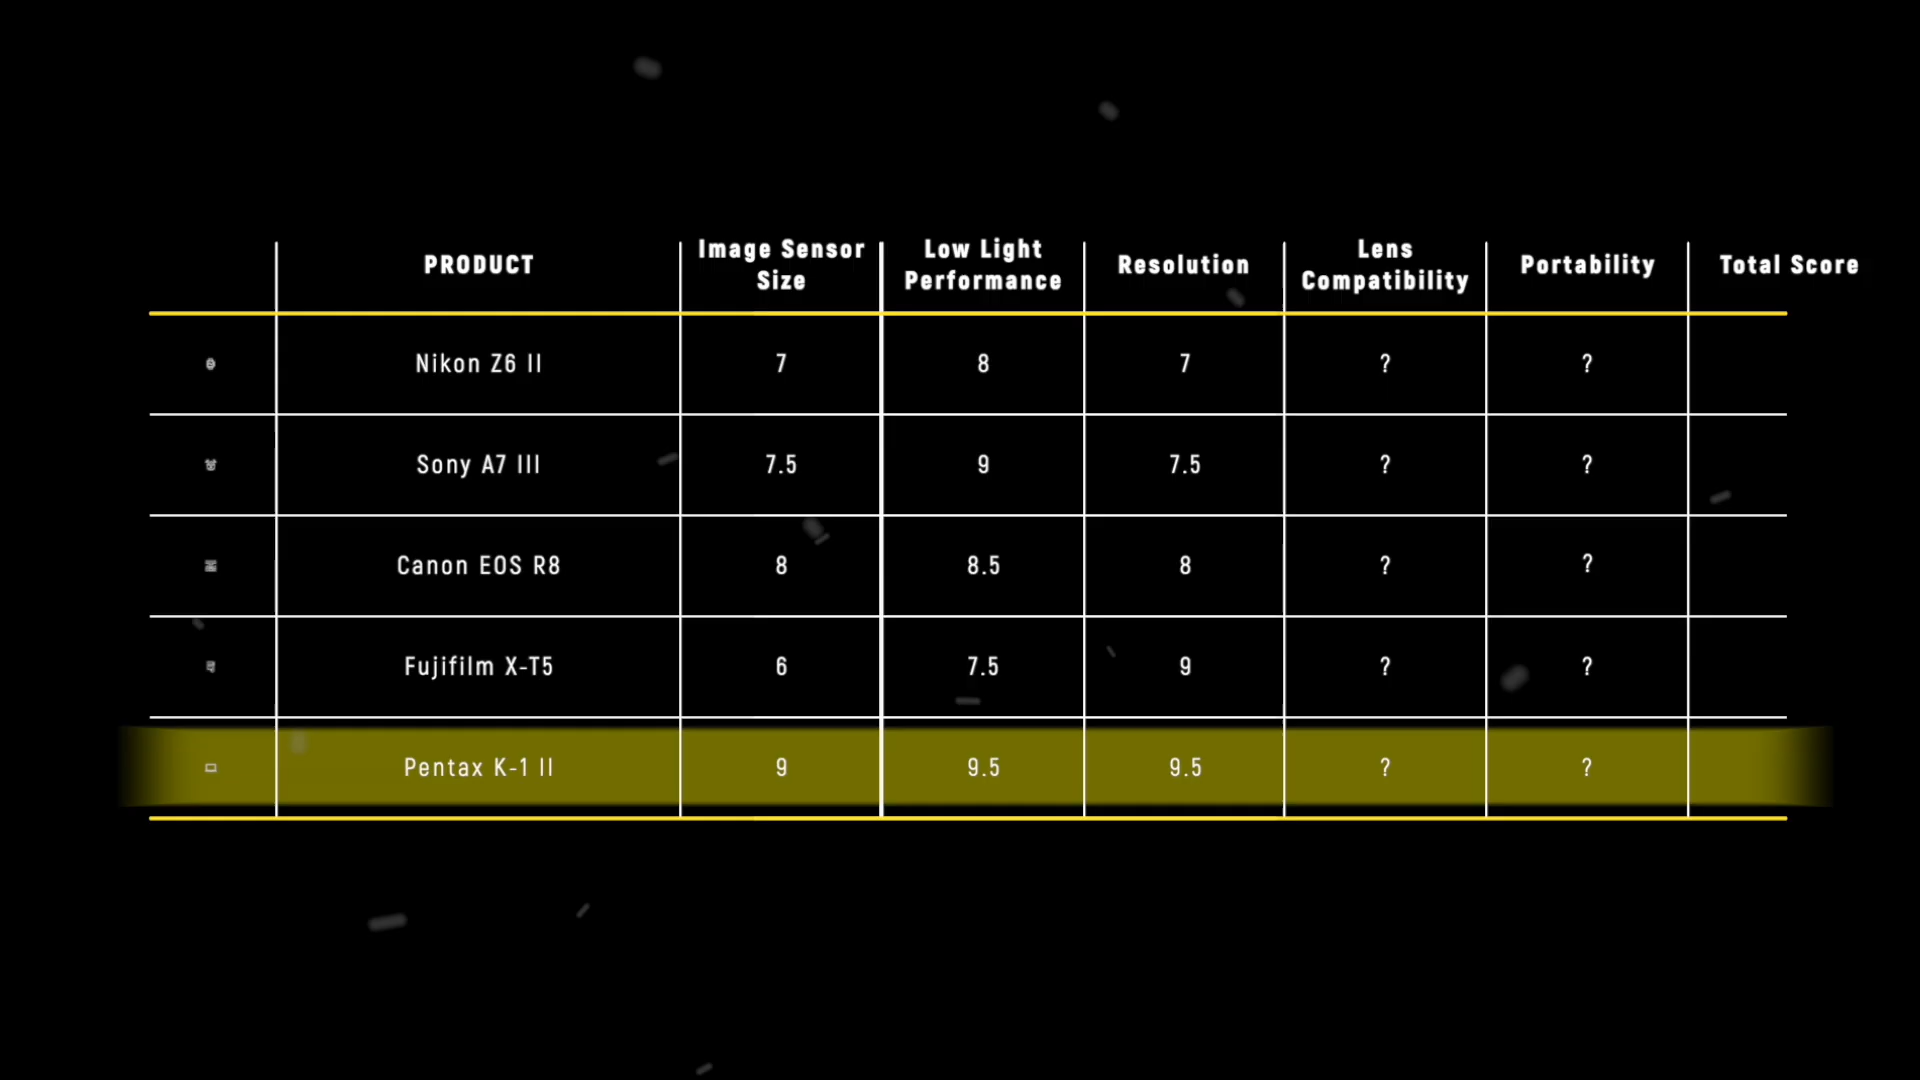 PRODUCT
Image Sensor
Size
Low Light
Performance
Resolution
Lens
Compatibility
Portability
Total Score
Nikon Z6 II 7 8 7 ? ?
Sony A7 III 7.5 9 7.5 ? ?
Canon EOS R8 8 8.5 8 ? ?
Fujifilm X-T5 6 7.5 9 ? ?
Pentax K-1 II 9 9.5 9.5 ? ?